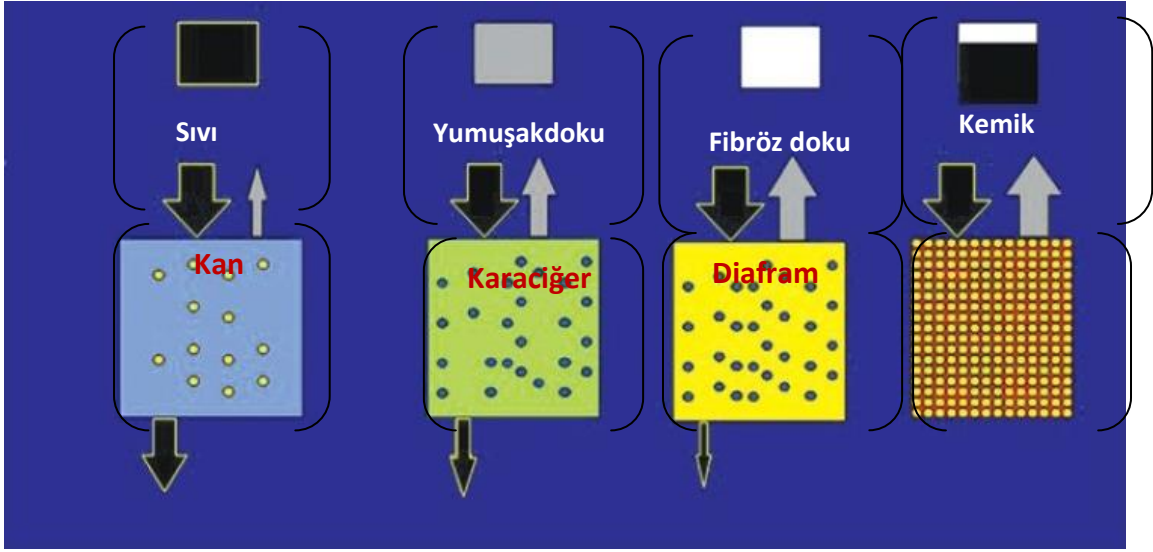 Sıvı
Yumuşakdoku
Fibröz doku
Kemik
Kan
Karaciğer
Diafram